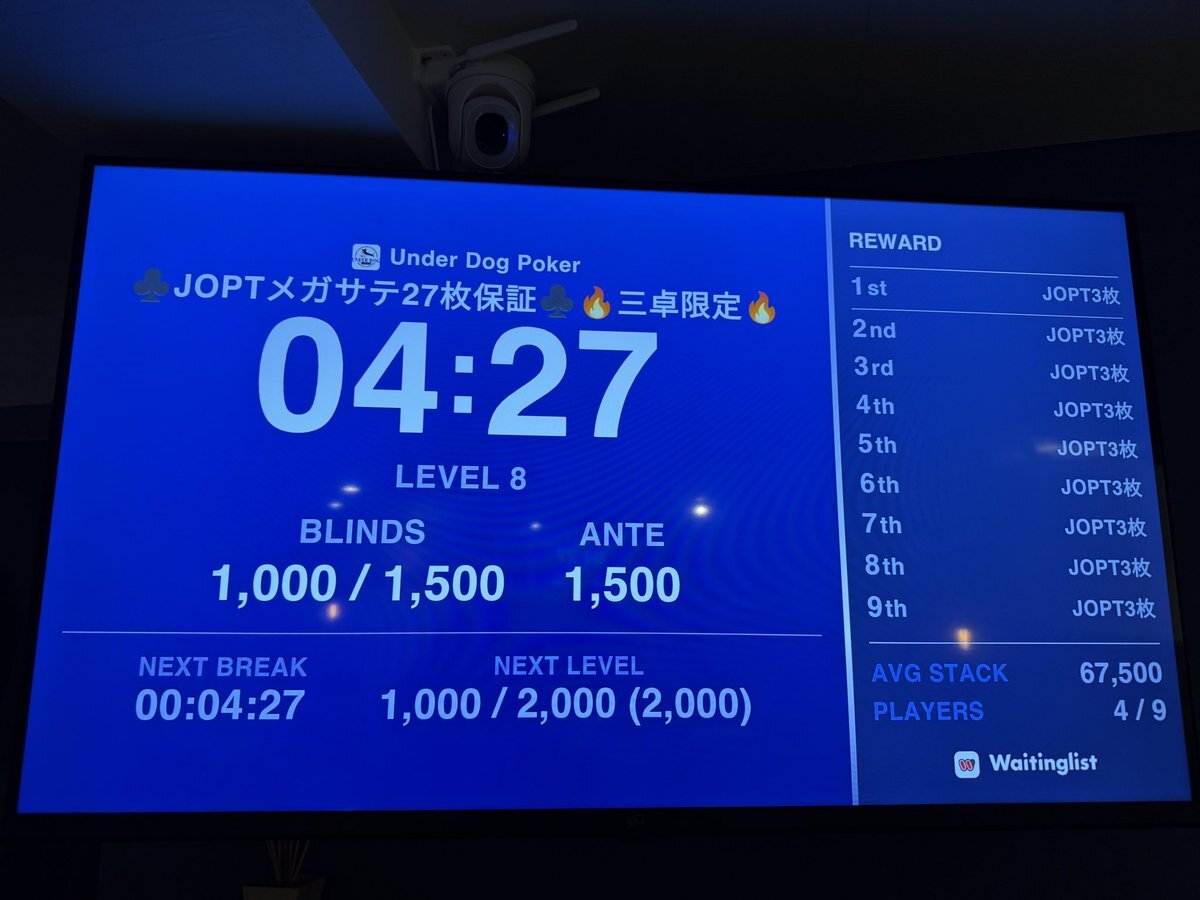 Under Dog Poker
♣JOPTメガサテ27枚保証♣🔥三卓限定🔥
04:27
LEVEL 8
BLINDS ANTE
1,000 / 1,500 1,500
NEXT BREAK NEXT LEVEL
00:04:27 1,000 / 2,000 (2,000)
REWARD
1st JOPT3枚
2nd JOPT3枚
3rd JOPT3枚
4th JOPT3枚
5th JOPT3枚
6th JOPT3枚
7th JOPT3枚
8th JOPT3枚
9th JOPT3枚
AVG STACK 67,500
PLAYERS 4 / 9
Waitinglist